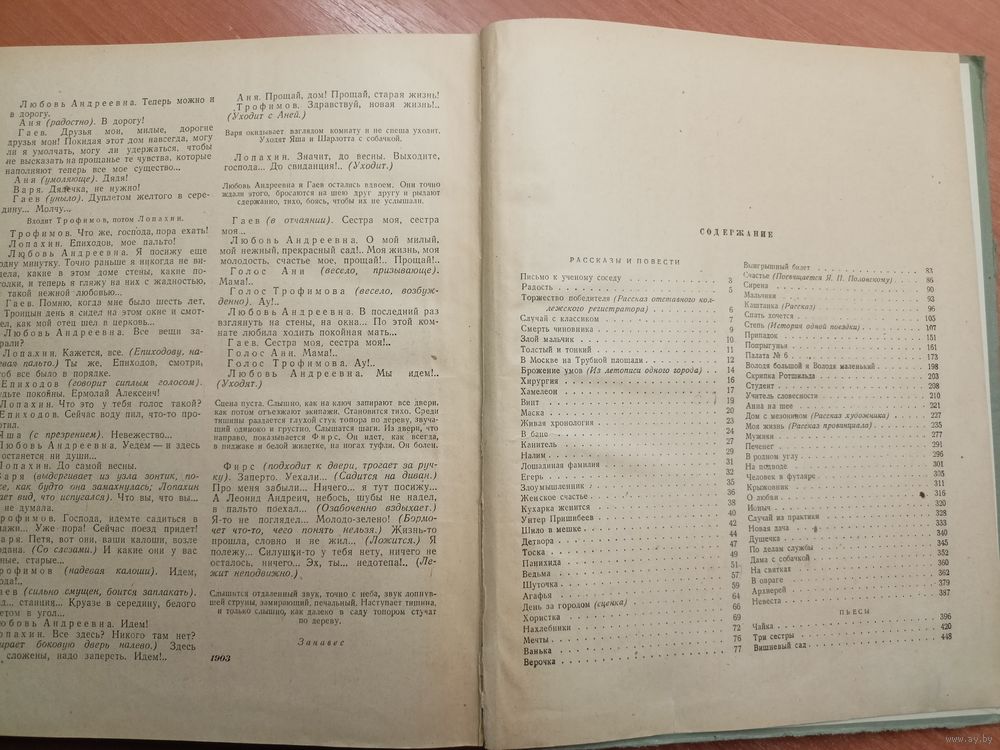 Любовь Андреевна. Теперь можно и
в дорогу.
Аня (радостно). В дорогу!
Гаев. Друзья мои, милые, дорогие
друзья мои! Покидая этот дом навсегда, могу
ли я умолчать, могу ли удержаться, чтобы
не высказать на прощанье те чувства, которые
наполняют теперь все мое существо...
Аня (умоляюще). Дядя!
Варя. Дядечка, не нужно!
Гаев (уныло). Дуплетом желтого в сере-
дину... Молчу...
Входит Трофимов, потом Лопахин.
Трофимов. Что же, господа, пора ехать!
Лопахин. Епиходов, мое пальто!
Любовь Андреевна. Я посижу еще
одну минутку. Точно раньше я никогда не ви-
дела, какие в этом доме стены, какие по-
толки, и теперь я гляжу на них с жадностью,
такой нежной любовью...
Гаев. Помню, когда мне было шесть лет,
Троицын день я сидел на этом окне и смот-
рел, как мой отец шел в церковь...
Любовь Андреевна. Все вещи за-
брали?
Лопахин. Кажется, все. (Епиходову, на-
девая пальто.) Ты же, Епиходов, смотри,
чтоб все было в порядке.
Епиходов (говорит сиплым голосом).
Будьте покойны, Ермолай Алексеич!
Лопахин. Что это у тебя голос такой?
Епиходов. Сейчас воду пил, что-то про-
глотил.
Яша (с презрением). Невежество...
Любовь Андреевна. Уедем — и здесь
останется ни души...
Лопахин. До самой весны.
Варя (выдергивает из узла зонтик, по-
хоже, как будто она замахнулась; Лопахин
делает вид, что испугался). Что вы, что вы...
не думала.
Трофимов. Господа, идемте садиться в
экипажи... Уже пора! Сейчас поезд придет!
Варя. Петя, вот они, ваши калоши, возле
чемодана. (Со слезами.) И какие они у вас
грязные, старые...
Трофимов (надевая калоши). Идем,
господа!..
Гаев (сильно смущен, боится заплакать).
Поезд... станция... Круазе в середину, белого
дуплетом в угол...
Любовь Андреевна. Идем!
Лопахин. Все здесь? Никого там нет?
(Запирает боковую дверь налево.) Здесь
вещи сложены, надо запереть. Идем!..
Аня. Прощай, дом! Прощай, старая жизнь!
Трофимов. Здравствуй, новая жизнь!..
(Уходит с Аней.)
Варя окидывает взглядом комнату и не спеша уходит.
Уходят Яша и Шарлотта с собачкой.
Лопахин. Значит, до весны. Выходите,
господа... До свиданция!.. (Уходит.)
Любовь Андреевна и Гаев остались вдвоем. Они точно
ждали этого, бросаются на шею друг другу и рыдают
сдержанно, тихо, боясь, чтобы их не услышали.
Гаев (в отчаянии). Сестра моя, сестра
моя...
Любовь Андреевна. О мой милый,
мой нежный, прекрасный сад!.. Моя жизнь, моя
молодость, счастье мое, прощай!.. Прощай!..
Голос Ани (весело, призывающе).
Мама!..
Голос Трофимова (весело, возбуж-
денно). Ау!..
Любовь Андреевна. В последний раз
взглянуть на стены, на окна... По этой ком-
нате любила ходить покойная мать...
Гаев. Сестра моя, сестра моя!..
Голос Ани. Мама!..
Голос Трофимова. Ау!..
Любовь Андреевна. Мы идем!..
(Уходят.)
Сцена пуста. Слышно, как на ключ запирают все двери,
как потом отъезжают экипажи. Становится тихо. Среди
тишины раздается глухой стук топора по дереву, звуча-
щий одиноко и грустно. Слышатся шаги. Из двери, что
направо, показывается Фирс. Он идет, как всегда,
в пиджаке и белой жилетке, на ногах туфли. Он болен.
Фирс (подходит к двери, трогает за руч-
ку). Заперто. Уехали... (Садится на диван.)
Про меня забыли... Ничего... я тут посижу...
А Леонид Андреич, небось, шубы не надел,
в пальто поехал... (Озабоченно вздыхает.)
Я-то не поглядел... Молодо-зелено! (Бормо-
чет что-то, чего понять нельзя.) Жизнь-то
прошла, словно и не жил... (Ложится.) Я
полежу... Силушки-то у тебя нету, ничего не
осталось, ничего... Эх, ты... недотепа!.. (Ле-
жит неподвижно.)
Слышится отдаленный звук, точно с неба, звук лопнув-
шей струны, замирающий, печальный. Наступает тишина,
и только слышно, как далеко в саду топором стучат
по дереву.
Занавес
1903
СОДЕРЖАНИЕ
РАССКАЗЫ И ПОВЕСТИ
Письмо к ученому соседу 3
Радость 5
Торжество победителя (Рассказ отставного кол-
лежского регистратора) 6
Случай с классиком 7
Смерть чиновника 9
Злой мальчик 10
Толстый и тонкий 11
В Москве на Трубной площади 12
Брожение умов (Из летописи одного города) 14
Хирургия 16
Хамелеон 17
Винт 19
Маска 20
Живая хронология 23
В бане 24
Канитель 27
Налим 29
Лошадиная фамилия 31
Егерь 32
Злоумышленник 35
Женское счастье 36
Кухарка женится 38
Унтер Пришибеев 40
Шило в мешке 42
Детвора 44
Тоска 47
Панихида 49
Ведьма 51
Шуточка 57
Агафья 59
День за городом (сценка) 64
Хористка 66
Нахлебники 69
Мечты 72
Ванька 76
Верочка 77
Выигрышный билет 83
Счастье (Посвящается Я. П. Полонскому) 86
Сирена 90
Мальчики 93
Каштанка (Рассказ) 96
Спать хочется 105
Степь (История одной поездки) 107
Припадок 151
Попрыгунья 161
Палата № 6 173
Володя большой и Володя маленький 198
Скрипка Ротшильда 203
Студент 208
Учитель словесности 210
Анна на шее 221
Дом с мезонином (Рассказ художника) 227
Моя жизнь (Рассказ провинциала) 235
Мужики 277
Печенег 291
В родном углу 296
На подводе 301
Человек в футляре 305
Крыжовник 311
О любви 316
Ионыч 320
Случай из практики 328
Новая дача 333
Душечка 340
По делам службы 345
Дама с собачкой 352
На святках 360
В овраге 362
Архиерей 379
Невеста 387
ПЬЕСЫ
Чайка 396
Три сестры 420
Вишневый сад 448
www.ay.by